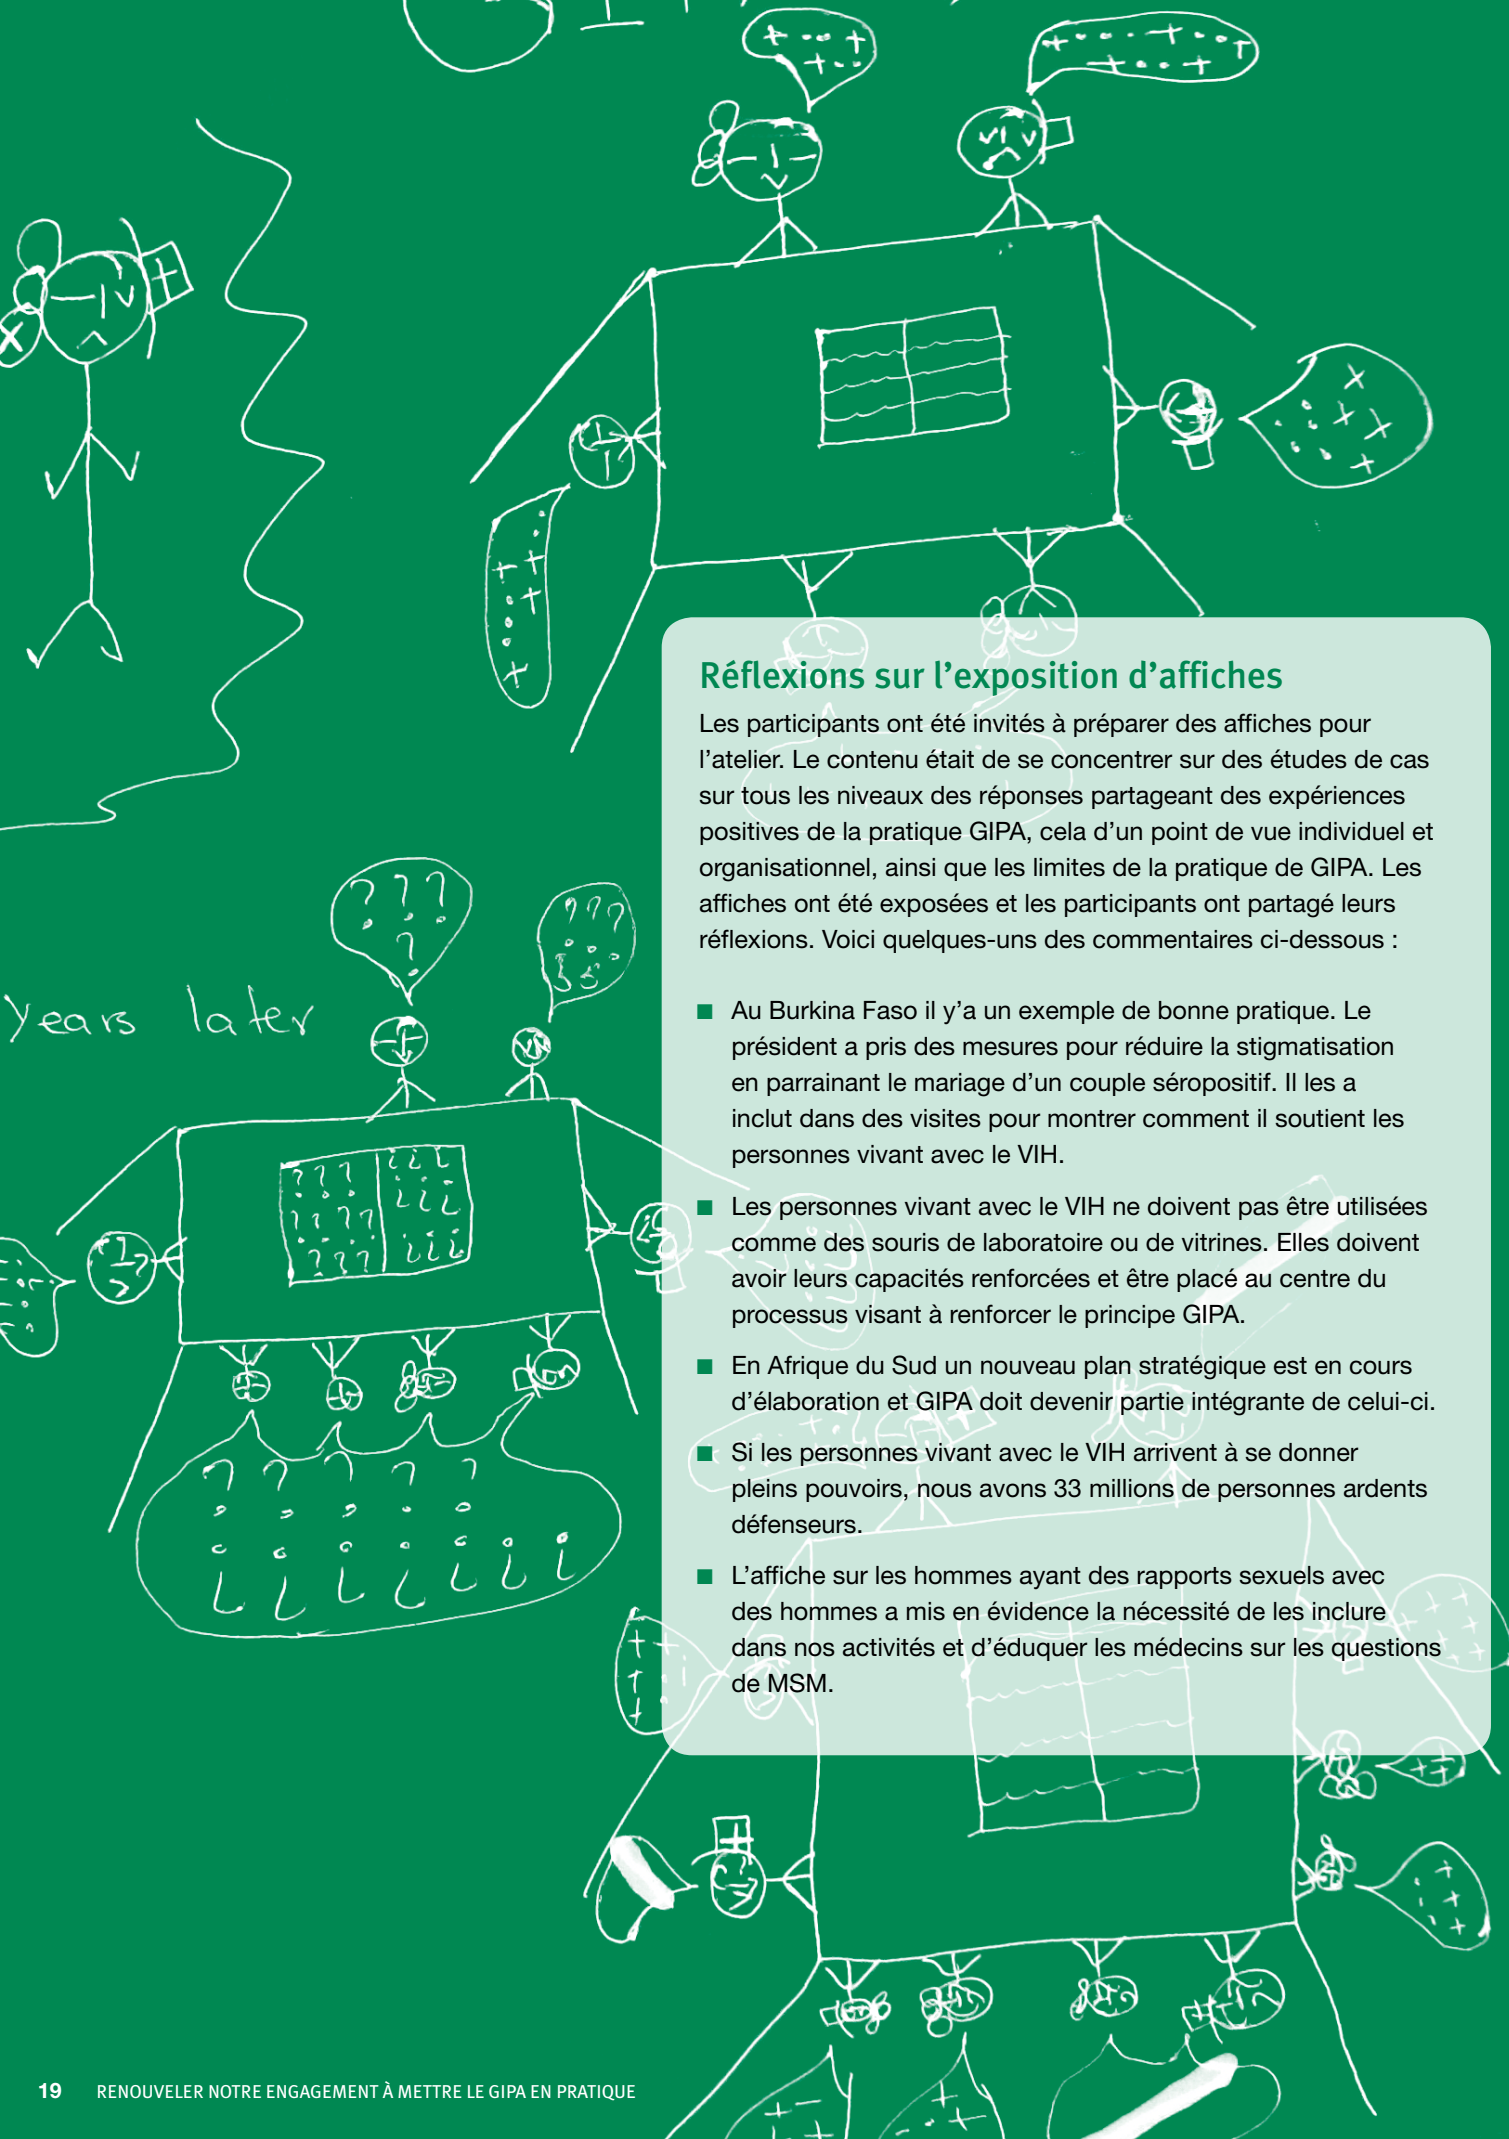 years later
Réflexions sur l’exposition d’affiches
Les participants ont été invités à préparer des affiches pour
l’atelier. Le contenu était de se concentrer sur des études de cas
sur tous les niveaux des réponses partageant des expériences
positives de la pratique GIPA, cela d’un point de vue individuel et
organisationnel, ainsi que les limites de la pratique de GIPA. Les
affiches ont été exposées et les participants ont partagé leurs
réflexions. Voici quelques-uns des commentaires ci-dessous :
■ Au Burkina Faso il y’a un exemple de bonne pratique. Le
président a pris des mesures pour réduire la stigmatisation
en parrainant le mariage d’un couple séropositif. Il les a
inclut dans des visites pour montrer comment il soutient les
personnes vivant avec le VIH.
■ Les personnes vivant avec le VIH ne doivent pas être utilisées
comme des souris de laboratoire ou de vitrines. Elles doivent
avoir leurs capacités renforcées et être placé au centre du
processus visant à renforcer le principe GIPA.
■ En Afrique du Sud un nouveau plan stratégique est en cours
d’élaboration et GIPA doit devenir partie intégrante de celui-ci.
■ Si les personnes vivant avec le VIH arrivent à se donner
pleins pouvoirs, nous avons 33 millions de personnes ardents
défenseurs.
■ L’affiche sur les hommes ayant des rapports sexuels avec
des hommes a mis en évidence la nécessité de les inclure
dans nos activités et d’éduquer les médecins sur les questions
de MSM.
19 RENOUVELER NOTRE ENGAGEMENT À METTRE LE GIPA EN PRATIQUE